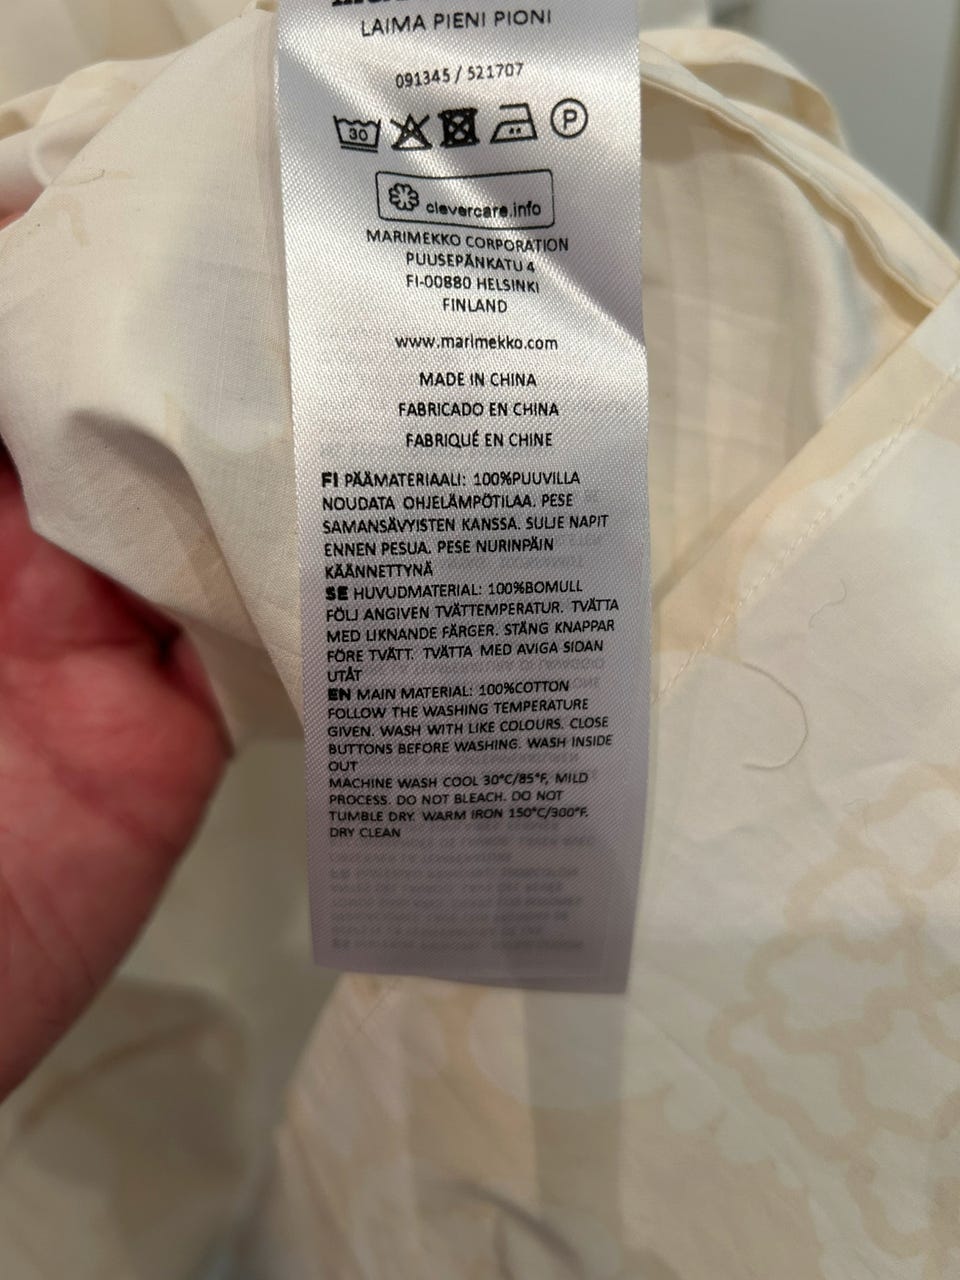 LAIMA PIENI PIONI
091345 / 521707
30 P
clevercare.info
MARIMEKKO CORPORATION
PUUSEPÄNKATU 4
FI-00880 HELSINKI
FINLAND
www.marimekko.com
MADE IN CHINA
FABRICADO EN CHINA
FABRIQUÉ EN CHINE
FI PÄÄMATERIAALI: 100%PUUVILLA
NOUDATA OHJELÄMPÖTILAA. PESE
SAMANSÄVYISTEN KANSSA. SULJE NAPIT
ENNEN PESUA. PESE NURINPÄIN
KÄÄNNETTYNÄ
SE HUVUDMATERIAL: 100%BOMULL
FÖLJ ANGIVEN TVÄTTEMPERATUR. TVÄTTA
MED LIKNANDE FÄRGER. STÄNG KNAPPAR
FÖRE TVÄTT. TVÄTTA MED AVIGA SIDAN
UTÅT
EN MAIN MATERIAL: 100%COTTON
FOLLOW THE WASHING TEMPERATURE
GIVEN. WASH WITH LIKE COLOURS. CLOSE
BUTTONS BEFORE WASHING. WASH INSIDE
OUT
MACHINE WASH COOL 30°C/85°F, MILD
PROCESS. DO NOT BLEACH. DO NOT
TUMBLE DRY. WARM IRON 150°C/300°F.
DRY CLEAN